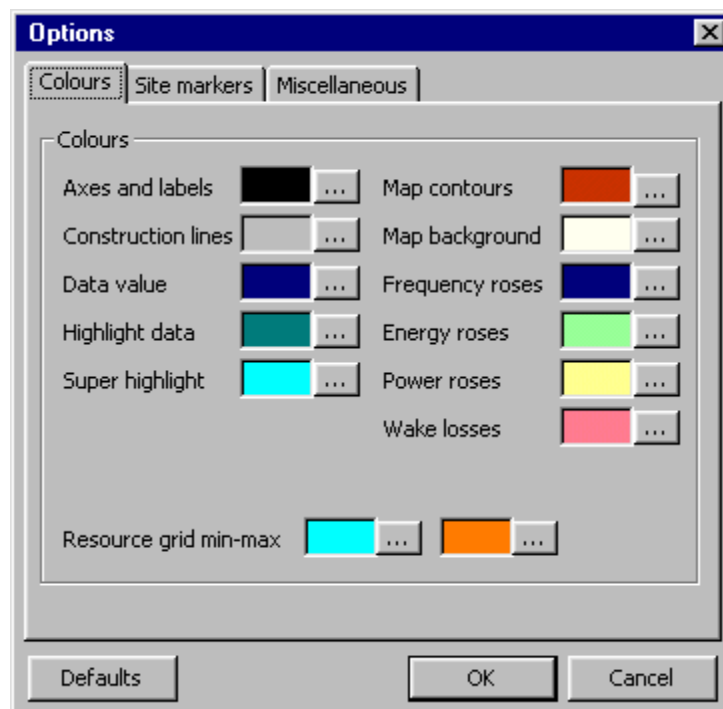 Options
Colours Site markers Miscellaneous
Colours
Axes and labels ... Map contours ...
Construction lines ... Map background ...
Data value ... Frequency roses ...
Highlight data ... Energy roses ...
Super highlight ... Power roses ...
Wake losses ...
Resource grid min-max ... ...
Defaults OK Cancel